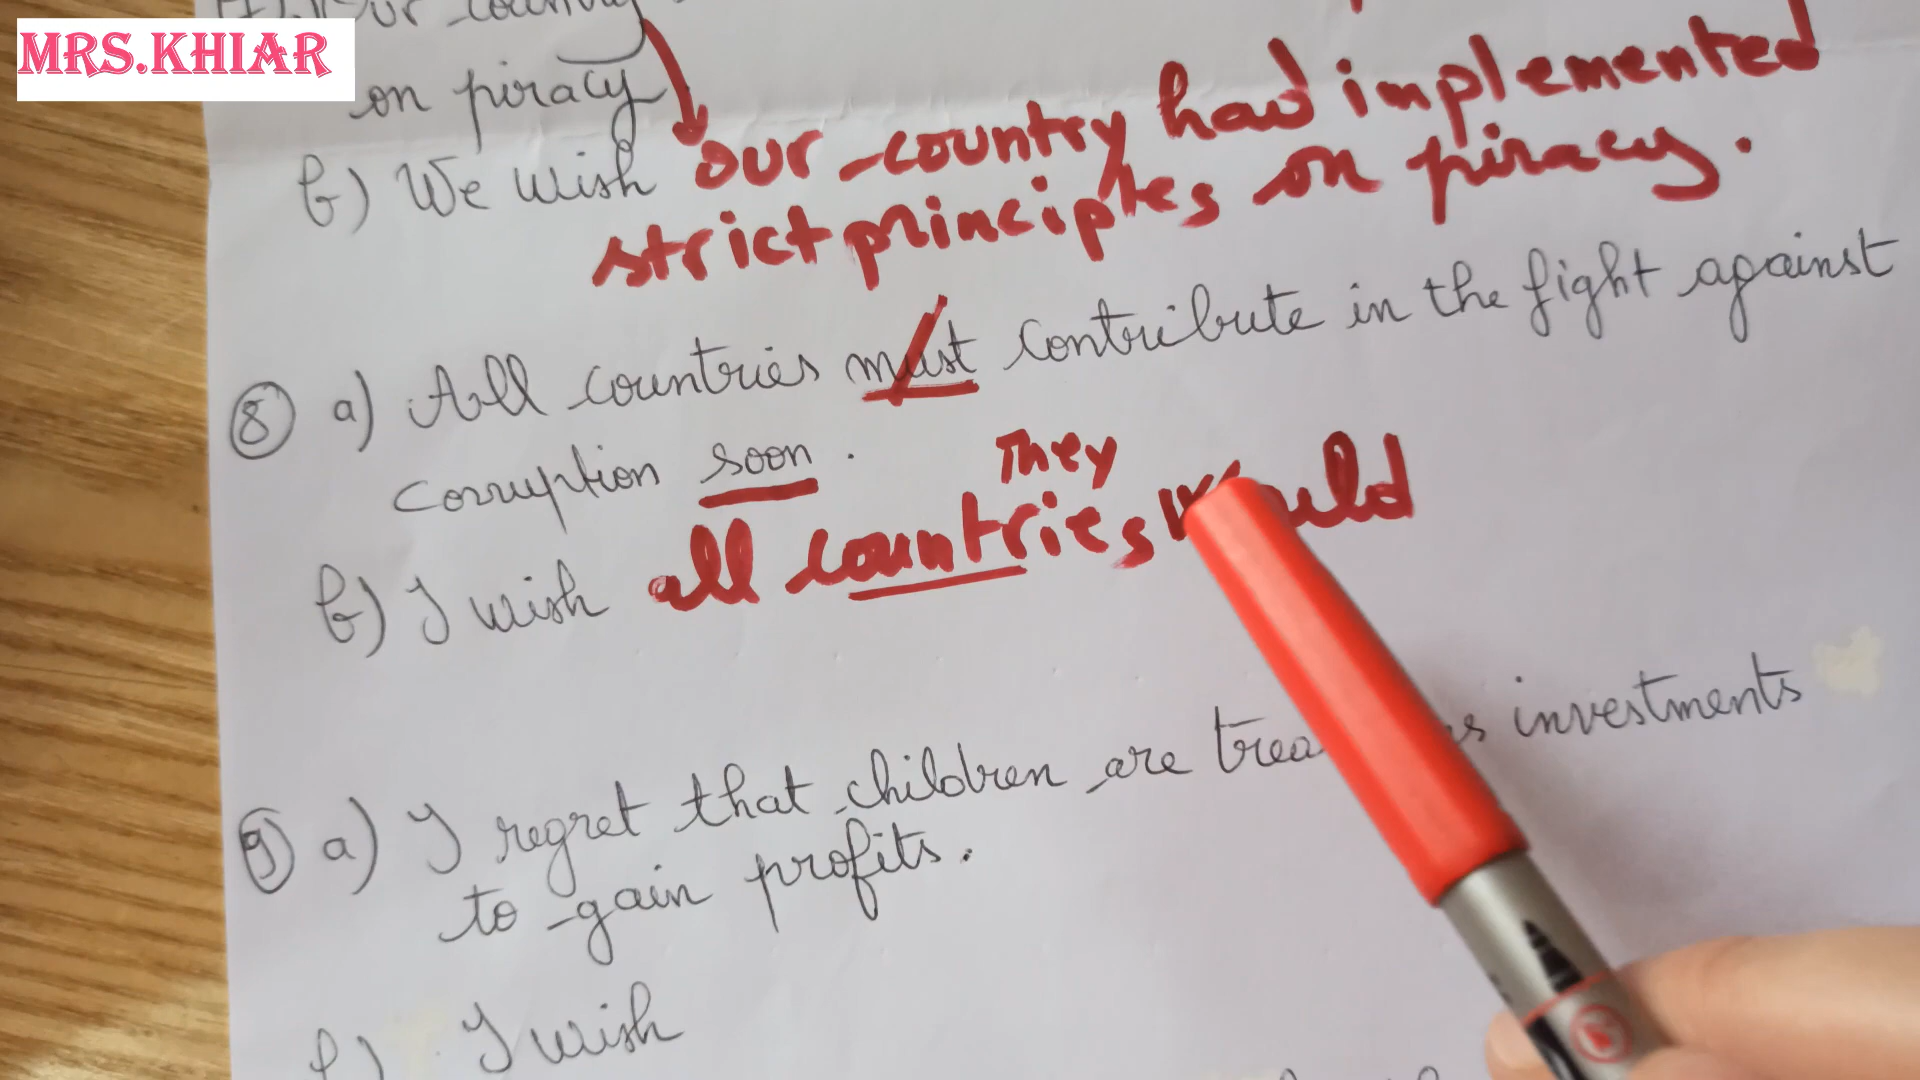 MRS.KHIAR
our country
on piracy
b) We wish our country had implemented
strict principles on piracy.
8 a) All countries must contribute in the fight against
corruption soon.
They
b) I wish all countries would
9 a) I regret that children are investments
to gain profits.
b) I wish